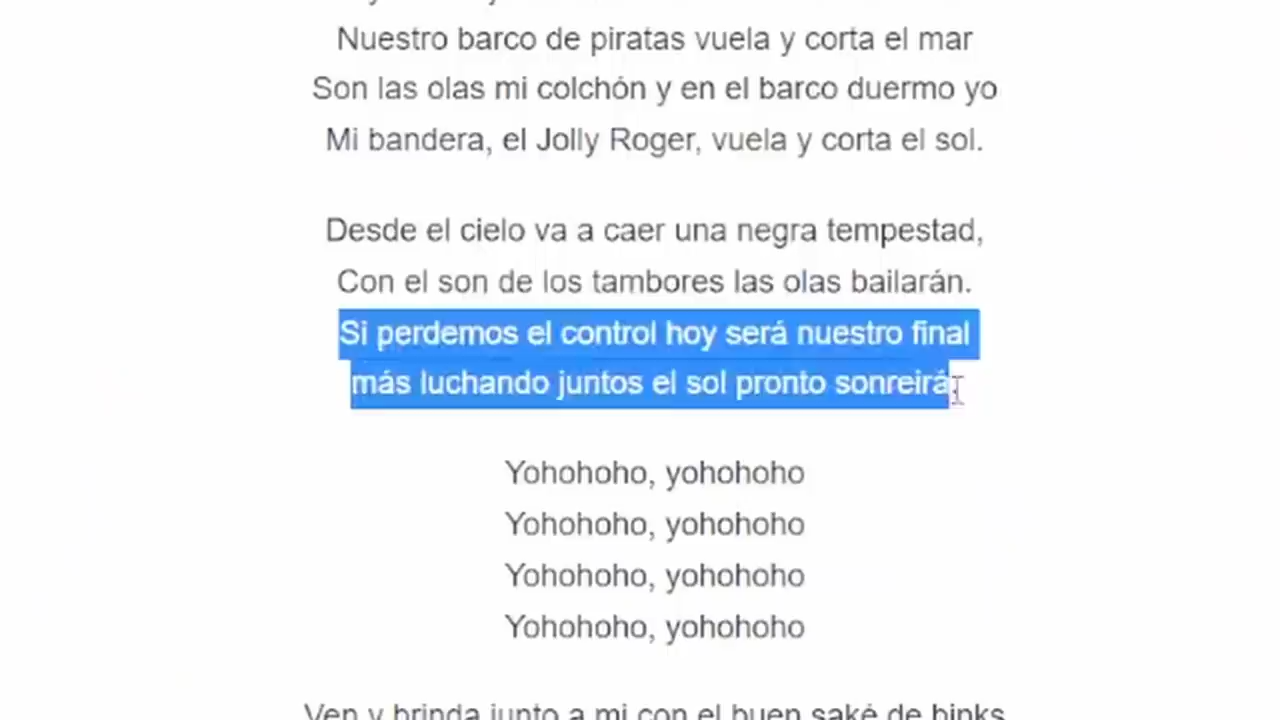 Nuestro barco de piratas vuela y corta el mar
Son las olas mi colchón y en el barco duermo yo
Mi bandera, el Jolly Roger, vuela y corta el sol.
Desde el cielo va a caer una negra tempestad,
Con el son de los tambores las olas bailarán.
Si perdemos el control hoy será nuestro final
más luchando juntos el sol pronto sonreirá
Yohohoho, yohohoho
Yohohoho, yohohoho
Yohohoho, yohohoho
Yohohoho, yohohoho
Ven y brinda junto a mi con el buen saké de binks